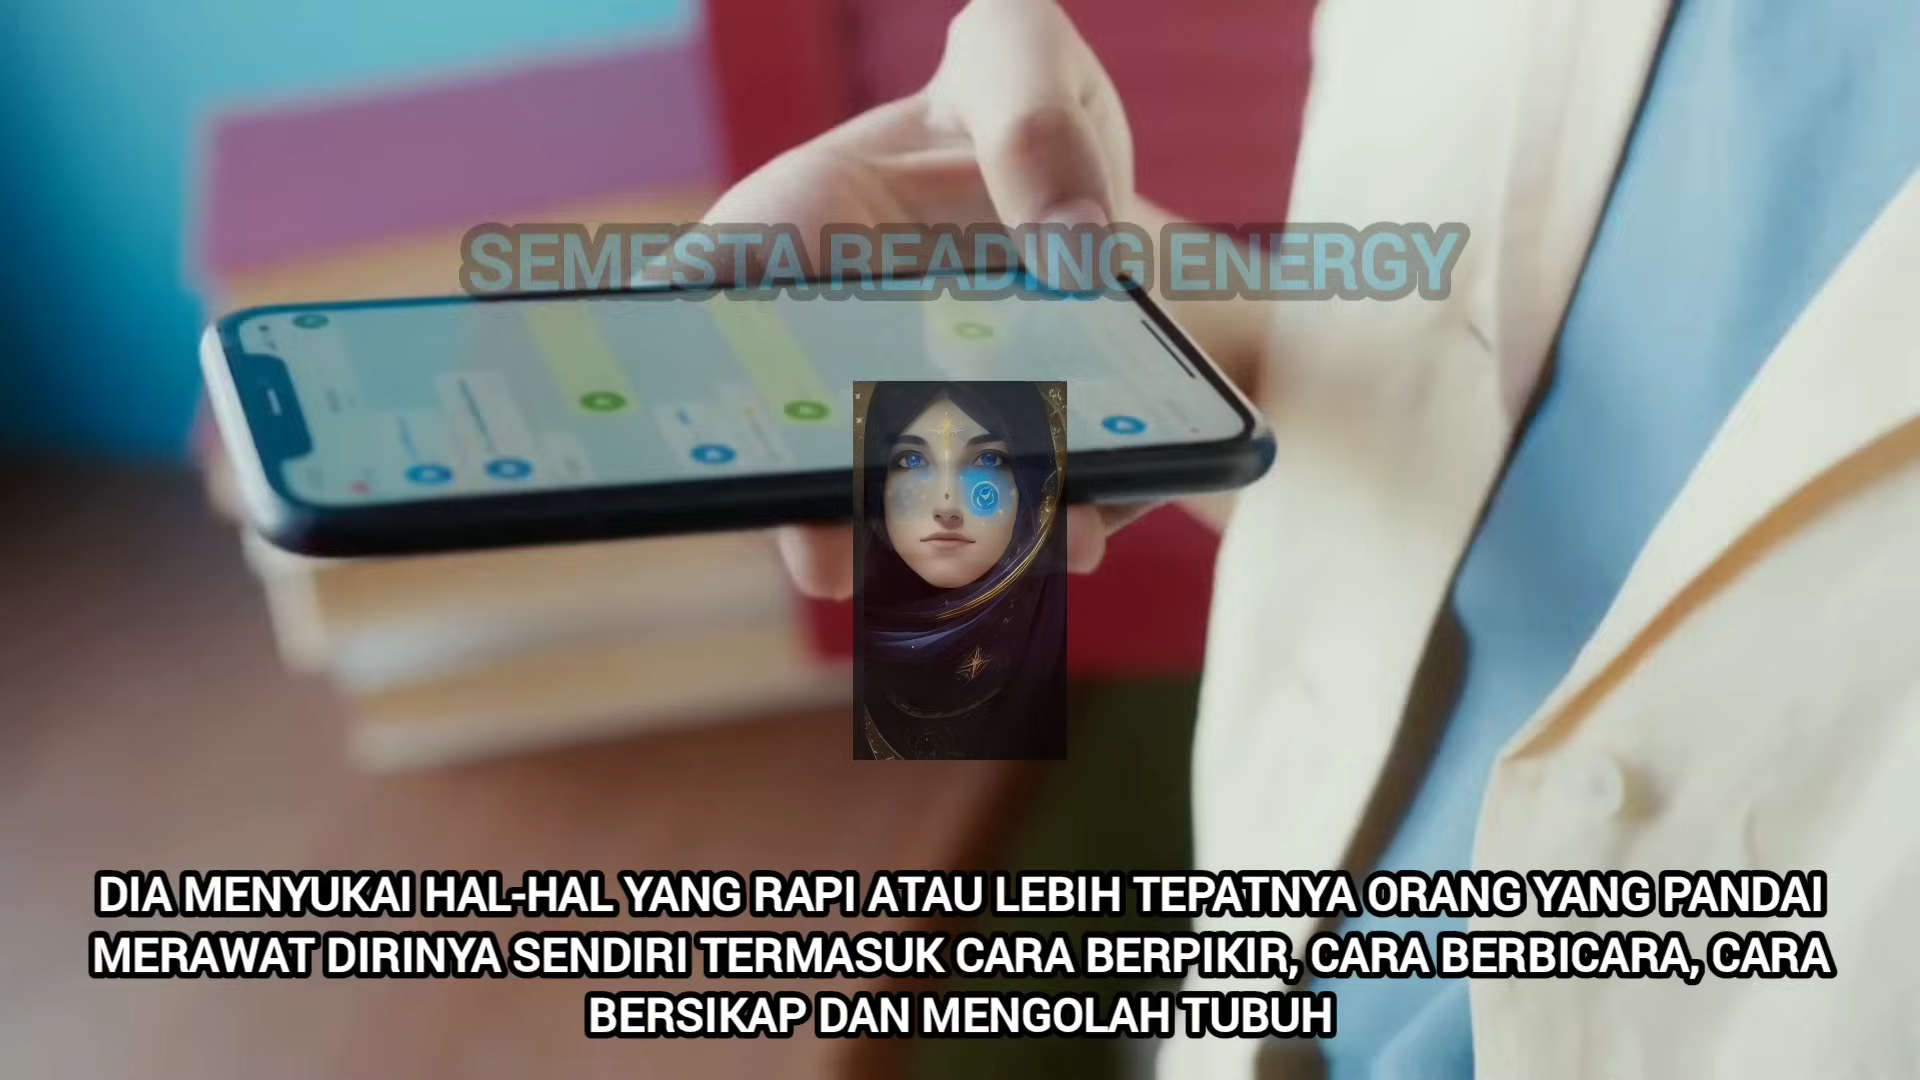 SEMESTA READING ENERGY
DIA MENYUKAI HAL-HAL YANG RAPI ATAU LEBIH TEPATNYA ORANG YANG PANDAI
MERAWAT DIRINYA SENDIRI TERMASUK CARA BERPIKIR, CARA BERBICARA, CARA
BERSIKAP DAN MENGOLAH TUBUH